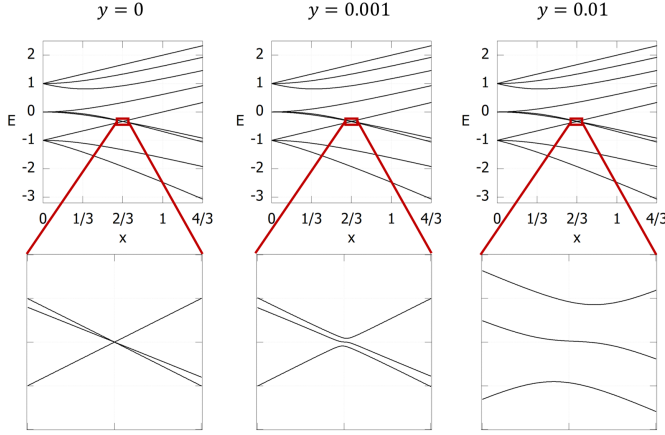 y = 0 y = 0.001 y = 0.01
2 2 2
1 1 1
0 0 0
E E E
-1 -1 -1
-2 -2 -2
-3 -3 -3
0 1/3 2/3 1 4/3 0 1/3 2/3 1 4/3 0 1/3 2/3 1 4/3
x x x